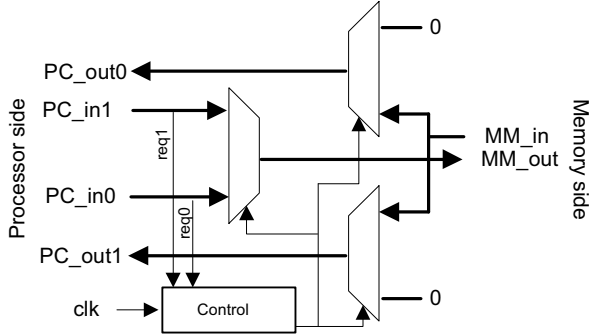 0
PC_out0
PC_in1
req1
MM_in
MM_out
Processor side
Memory side
PC_in0
req0
PC_out1
0
clk
Control